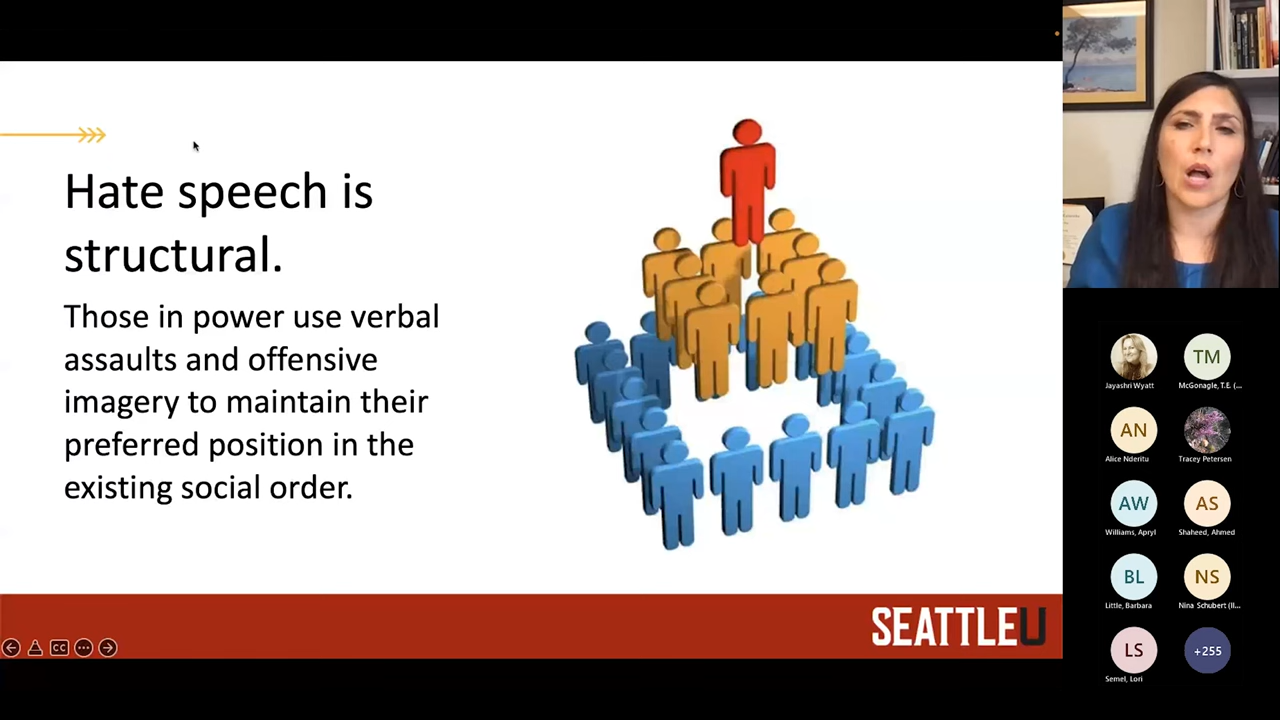 Hate speech is
structural.
Those in power use verbal
assaults and offensive
imagery to maintain their
preferred position in the
existing social order.
CC
SEATTLEU
Jayashri Wyatt
TM
McGonagle, T.E. (...
AN
Alice Nderitu
Tracey Petersen
AW
Williams, Apryl
AS
Shaheed, Ahmed
BL
Little, Barbara
NS
Nina Schubert (II...
LS
Semel, Lori
+255